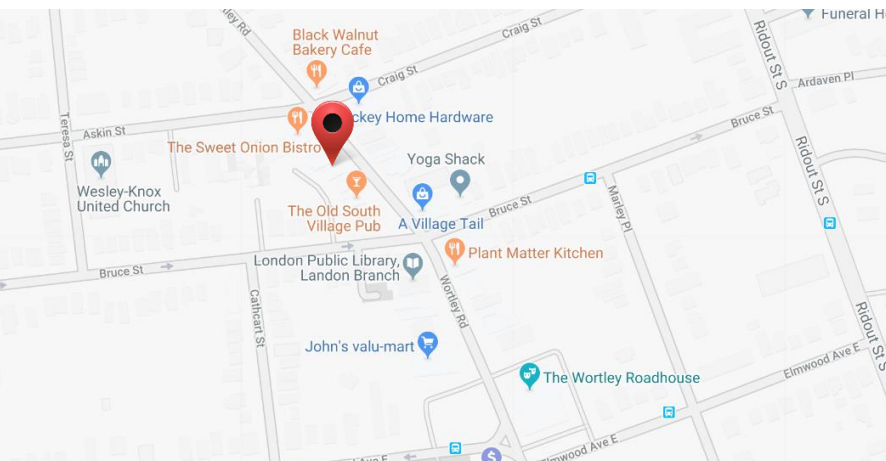 Funeral H
Black Walnut
Bakery Cafe
Craig St
Craig St
Ridout St S
Ardaven Pl
ckey Home Hardware
Bruce St
Teresa St
Askin St
The Sweet Onion Bistro
Yoga Shack
Ridout St S
Wesley-Knox
United Church
Marley Pl
The Old South
Village Pub
A Village Tail
Bruce St
London Public Library,
Landon Branch
Plant Matter Kitchen
Bruce St
Wortley Rd
Cathcart St
John's valu-mart
Ridout St S
Elmwood Ave E
The Wortley Roadhouse
Elmwood Ave E